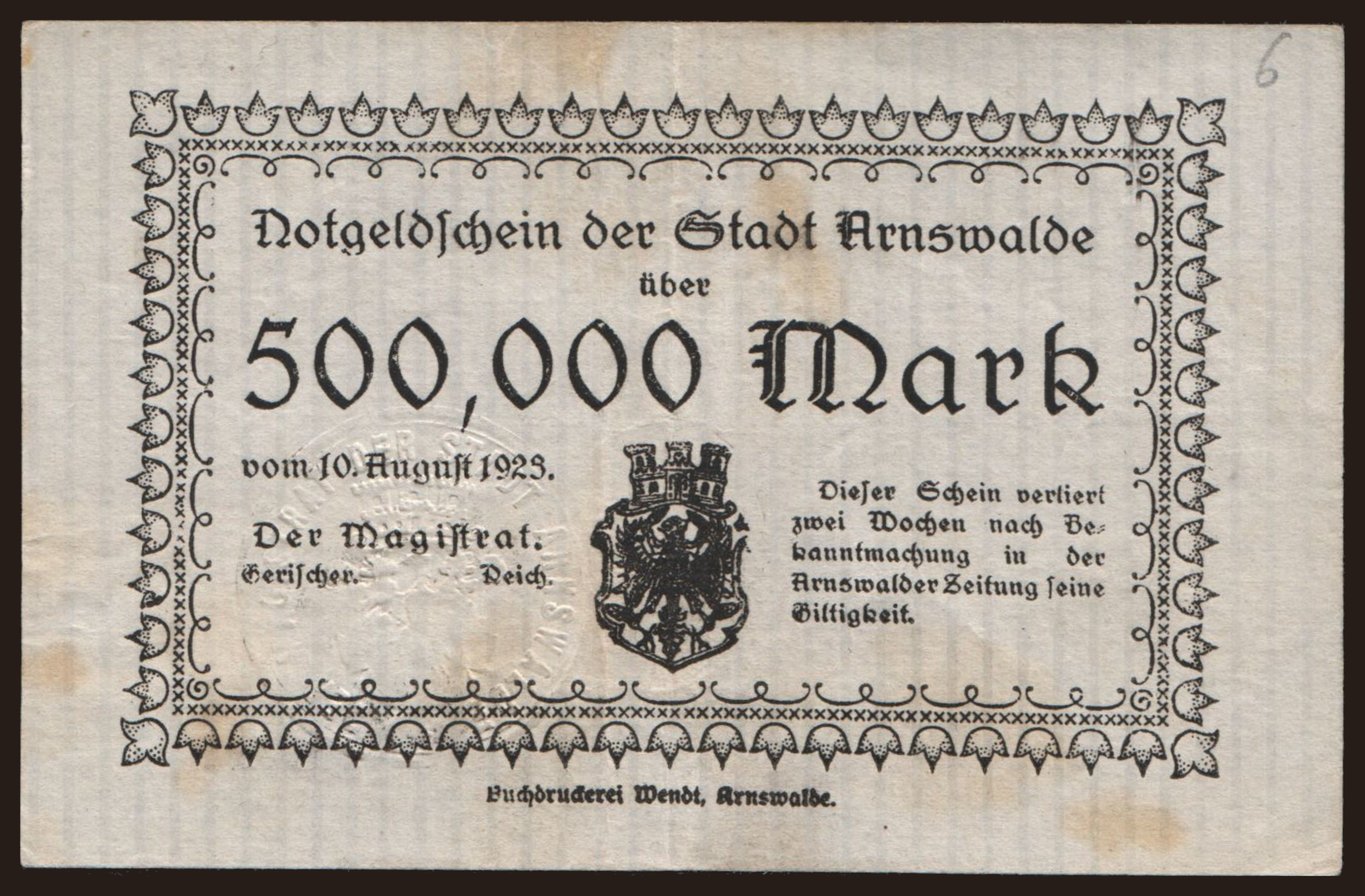 6
Notgeldschein der Stadt Arnswalde
über
500,000 Mark
vom 10. August 1923.
Der Magistrat.
Gerischer. Reich.
Dieser Schein verliert
zwei Wochen nach Be-
kanntmachung in der
Arnswalder Zeitung seine
Giltigkeit.
Buchdruckerei Wendt, Arnswalde.